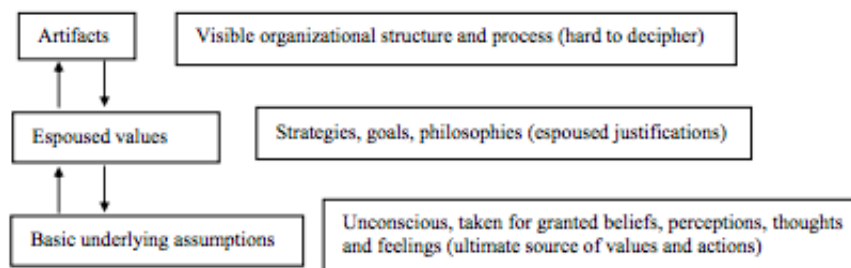 Artifacts
Visible organizational structure and process (hard to decipher)
Espoused values
Strategies, goals, philosophies (espoused justifications)
Basic underlying assumptions
Unconscious, taken for granted beliefs, perceptions, thoughts
and feelings (ultimate source of values and actions)